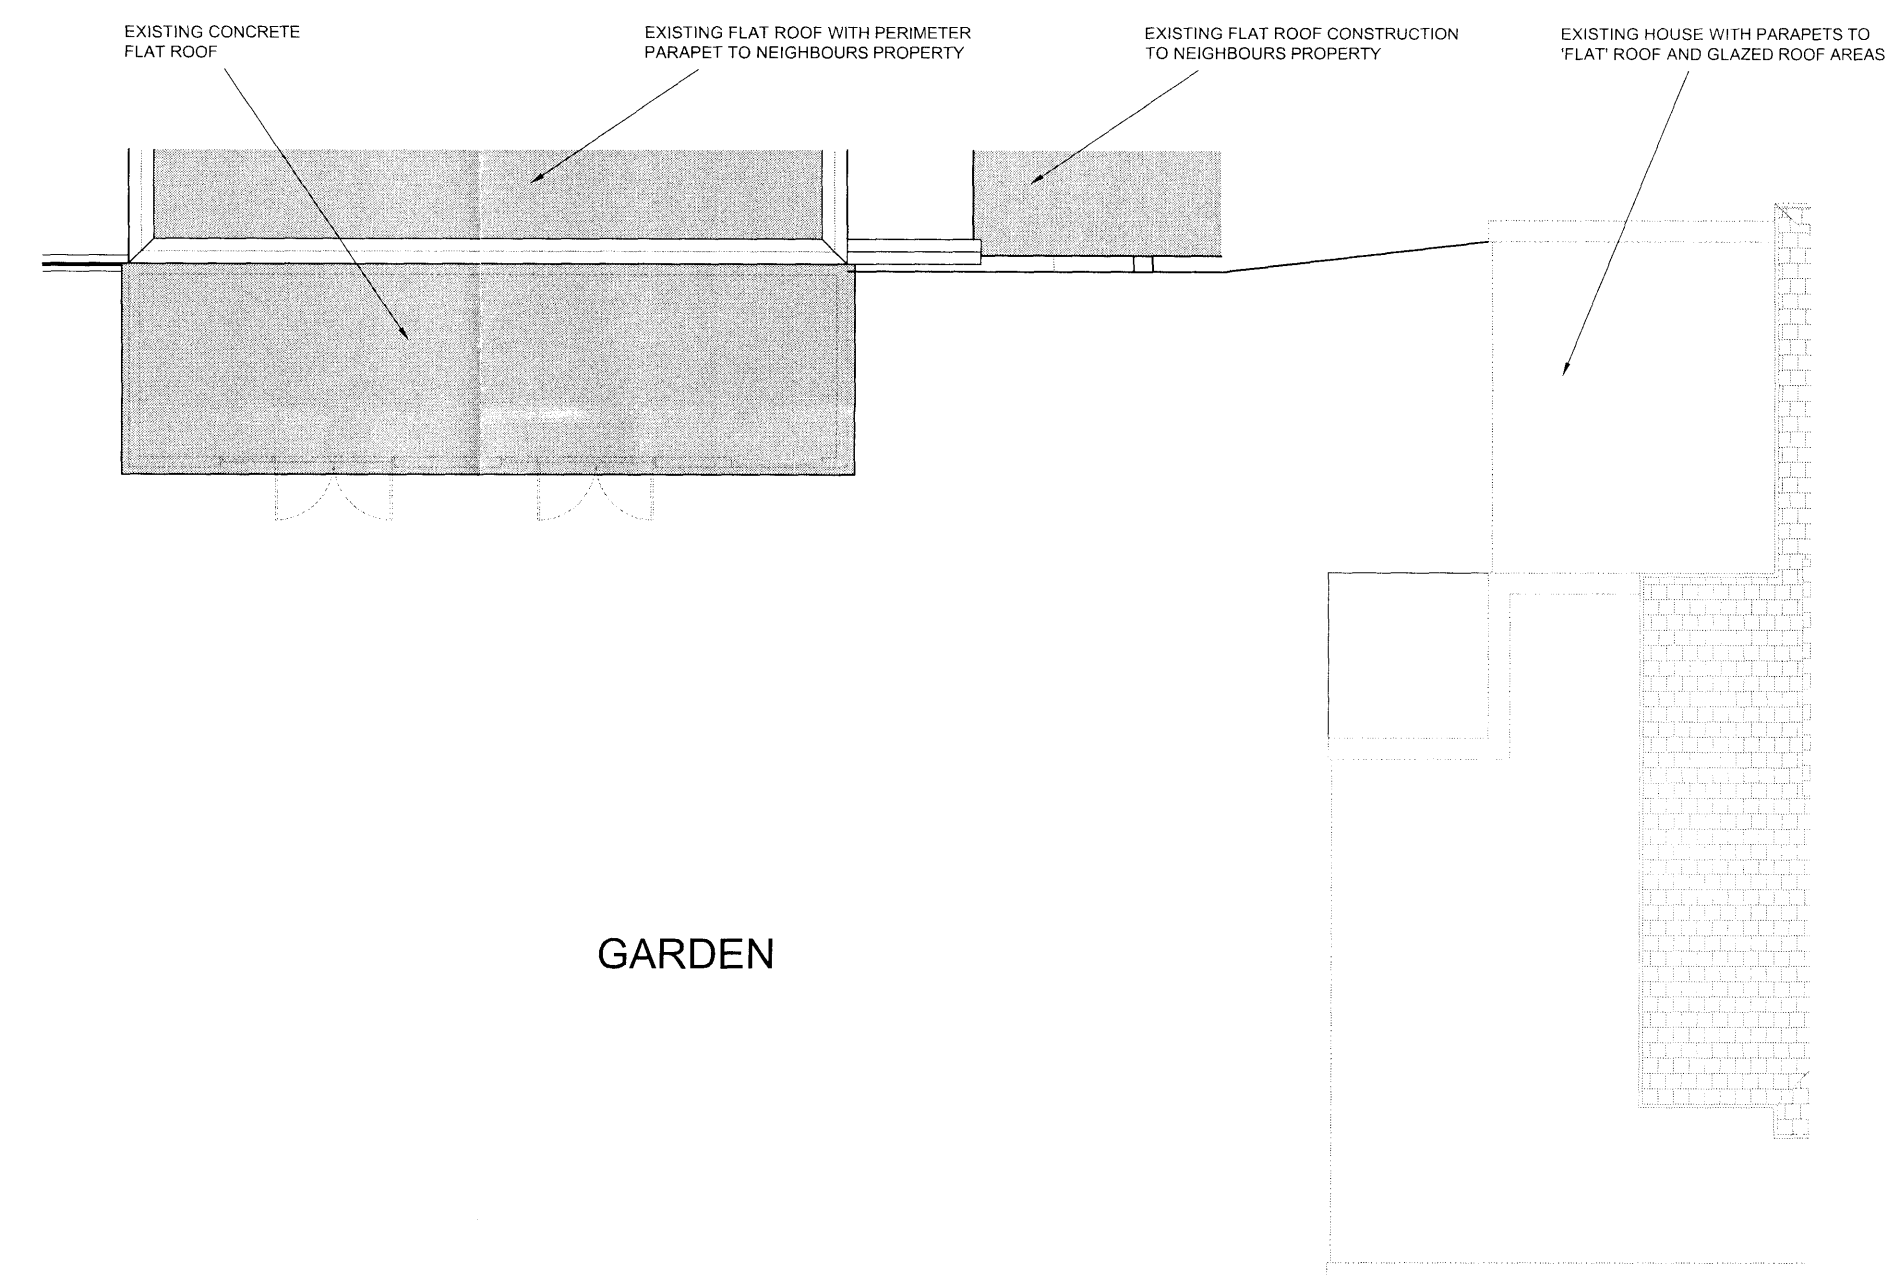 EXISTING CONCRETE
FLAT ROOF
EXISTING FLAT ROOF WITH PERIMETER
PARAPET TO NEIGHBOURS PROPERTY
EXISTING FLAT ROOF CONSTRUCTION
TO NEIGHBOURS PROPERTY
EXISTING HOUSE WITH PARAPETS TO
'FLAT' ROOF AND GLAZED ROOF AREAS
GARDEN